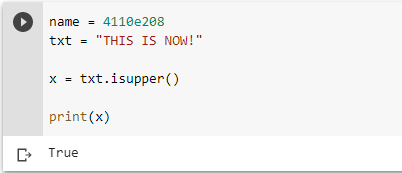 name = 4110e208
txt = "THIS IS NOW!"
x = txt.isupper()
print(x)
True